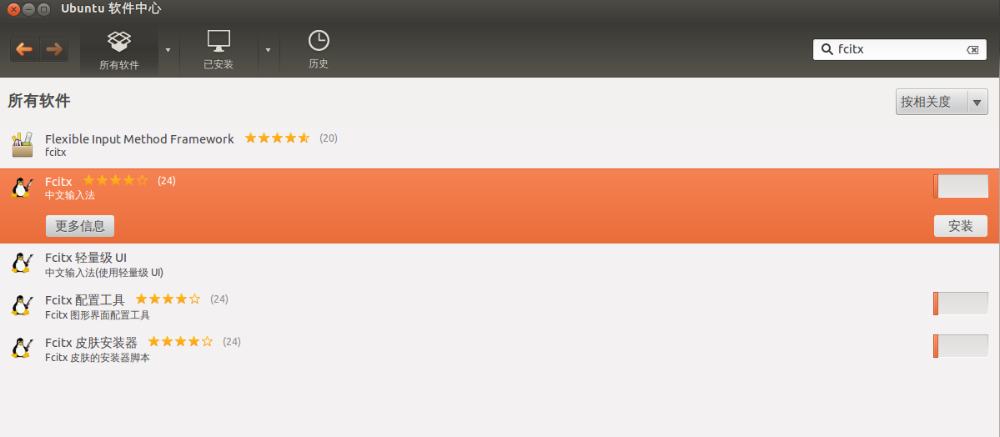 Ubuntu 软件中心
所有软件
已安装
历史
fcitx
所有软件
按相关度
Flexible Input Method Framework (20)
fcitx
Fcitx (24)
中文输入法
更多信息
安装
Fcitx 轻量级 UI
中文输入法(使用轻量级 UI)
Fcitx 配置工具 (24)
Fcitx 图形界面配置工具
Fcitx 皮肤安装器 (24)
Fcitx 皮肤的安装器脚本